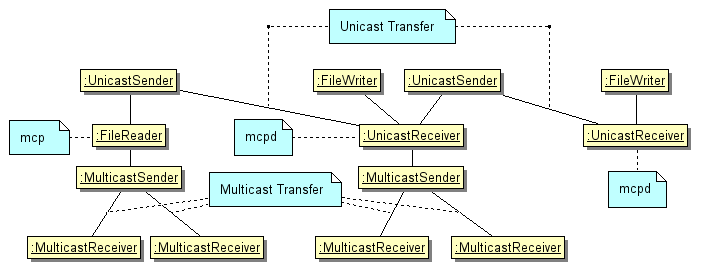 Unicast Transfer
:UnicastSender
:FileWriter
:UnicastSender
:FileWriter
mcp
:FileReader
mcpd
:UnicastReceiver
:UnicastReceiver
:MulticastSender
Multicast Transfer
:MulticastSender
mcpd
:MulticastReceiver
:MulticastReceiver
:MulticastReceiver
:MulticastReceiver